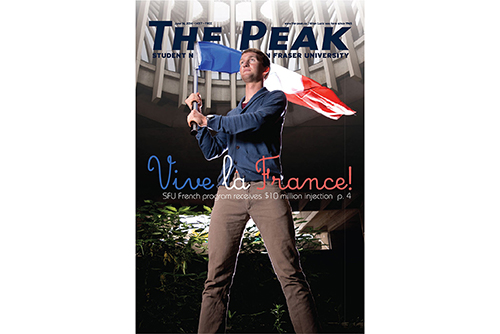 THE PEAK
STUDENT N FRASER UNIVERSITY
Vive la France!
SFU French program receives $10 million injection p. 4